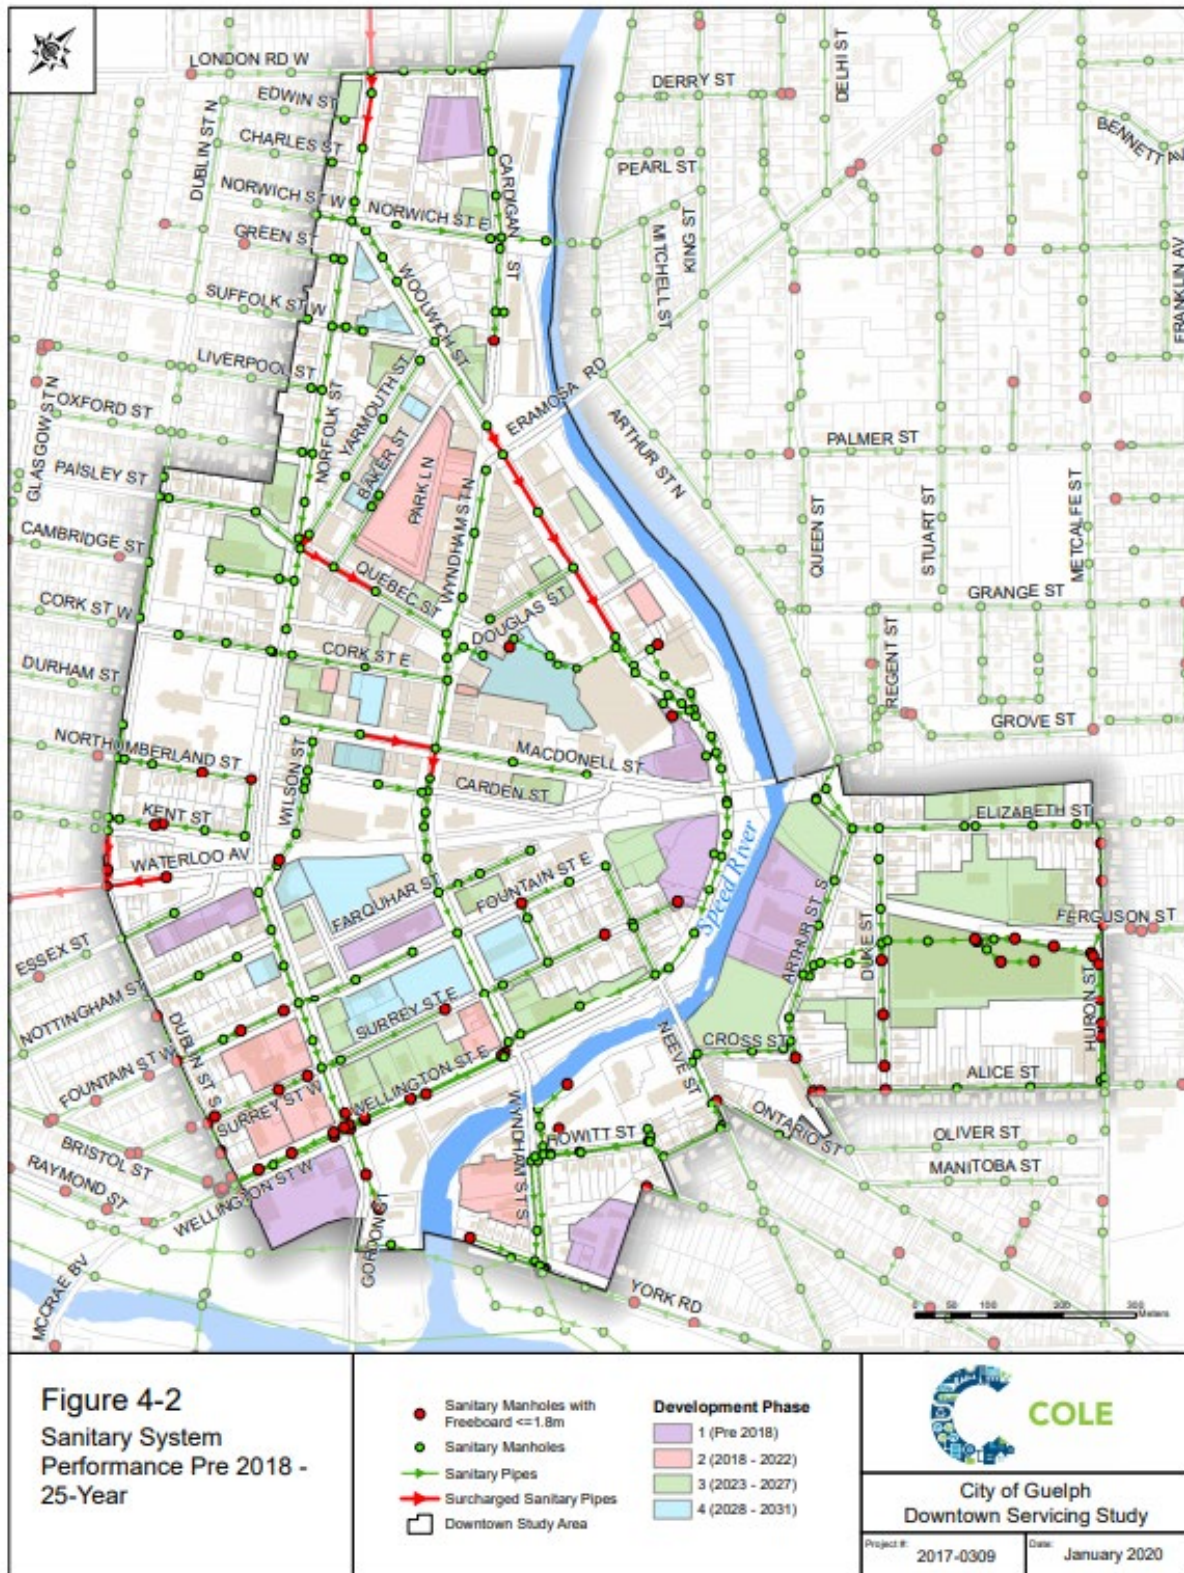 LONDON RD W
EDWIN ST
CHARLES ST
DUBLIN ST N
NORWICH ST W
NORWICH ST E
GREEN ST
CARDIGAN ST
DERRY ST
DELHI ST
BENNETT AV
PEARL ST
MITCHELL ST
KING ST
FRANKLIN AV
SUFFOLK ST W
WOOLWICH ST
LIVERPOOL ST
YARMOUTH ST
ERAMOSA RD
GLASGOW ST N
OXFORD ST
NORFOLK ST
BAKER ST
PARK LN
ARTHUR ST N
PALMER ST
PAISLEY ST
WYNDHAM ST N
QUEEN ST
STUART ST
METCALFE ST
CAMBRIDGE ST
QUEBEC ST
GRANGE ST
CORK ST W
CORK ST E
DOUGLAS ST
REGENT ST
DURHAM ST
GROVE ST
NORTHUMBERLAND ST
WILSON ST
MACDONELL ST
CARDEN ST
KENT ST
ELIZABETH ST
WATERLOO AV
FARQUHAR ST
FOUNTAIN ST E
Speed River
ARTHUR ST S
DUKE ST
FERGUSON ST
ESSEX ST
NOTTINGHAM ST
SURREY ST E
HURON ST
DUBLIN ST S
NEEVE ST
CROSS ST
FOUNTAIN ST W
WELLINGTON ST E
ALICE ST
SURREY ST W
WYNDHAM ST S
HOWITT ST
ONTARIO ST
OLIVER ST
BRISTOL ST
MANITOBA ST
RAYMOND ST
WELLINGTON ST W
GORDON ST
MCCRAE BV
YORK RD
0 50 100 200 300
Meters
Figure 4-2
Sanitary System
Performance Pre 2018 -
25-Year
Sanitary Manholes with
Freeboard <=1.8m
Sanitary Manholes
Sanitary Pipes
Surcharged Sanitary Pipes
Downtown Study Area
Development Phase
1 (Pre 2018)
2 (2018 - 2022)
3 (2023 - 2027)
4 (2028 - 2031)
COLE
City of Guelph
Downtown Servicing Study
Project #: 2017-0309
Date: January 2020